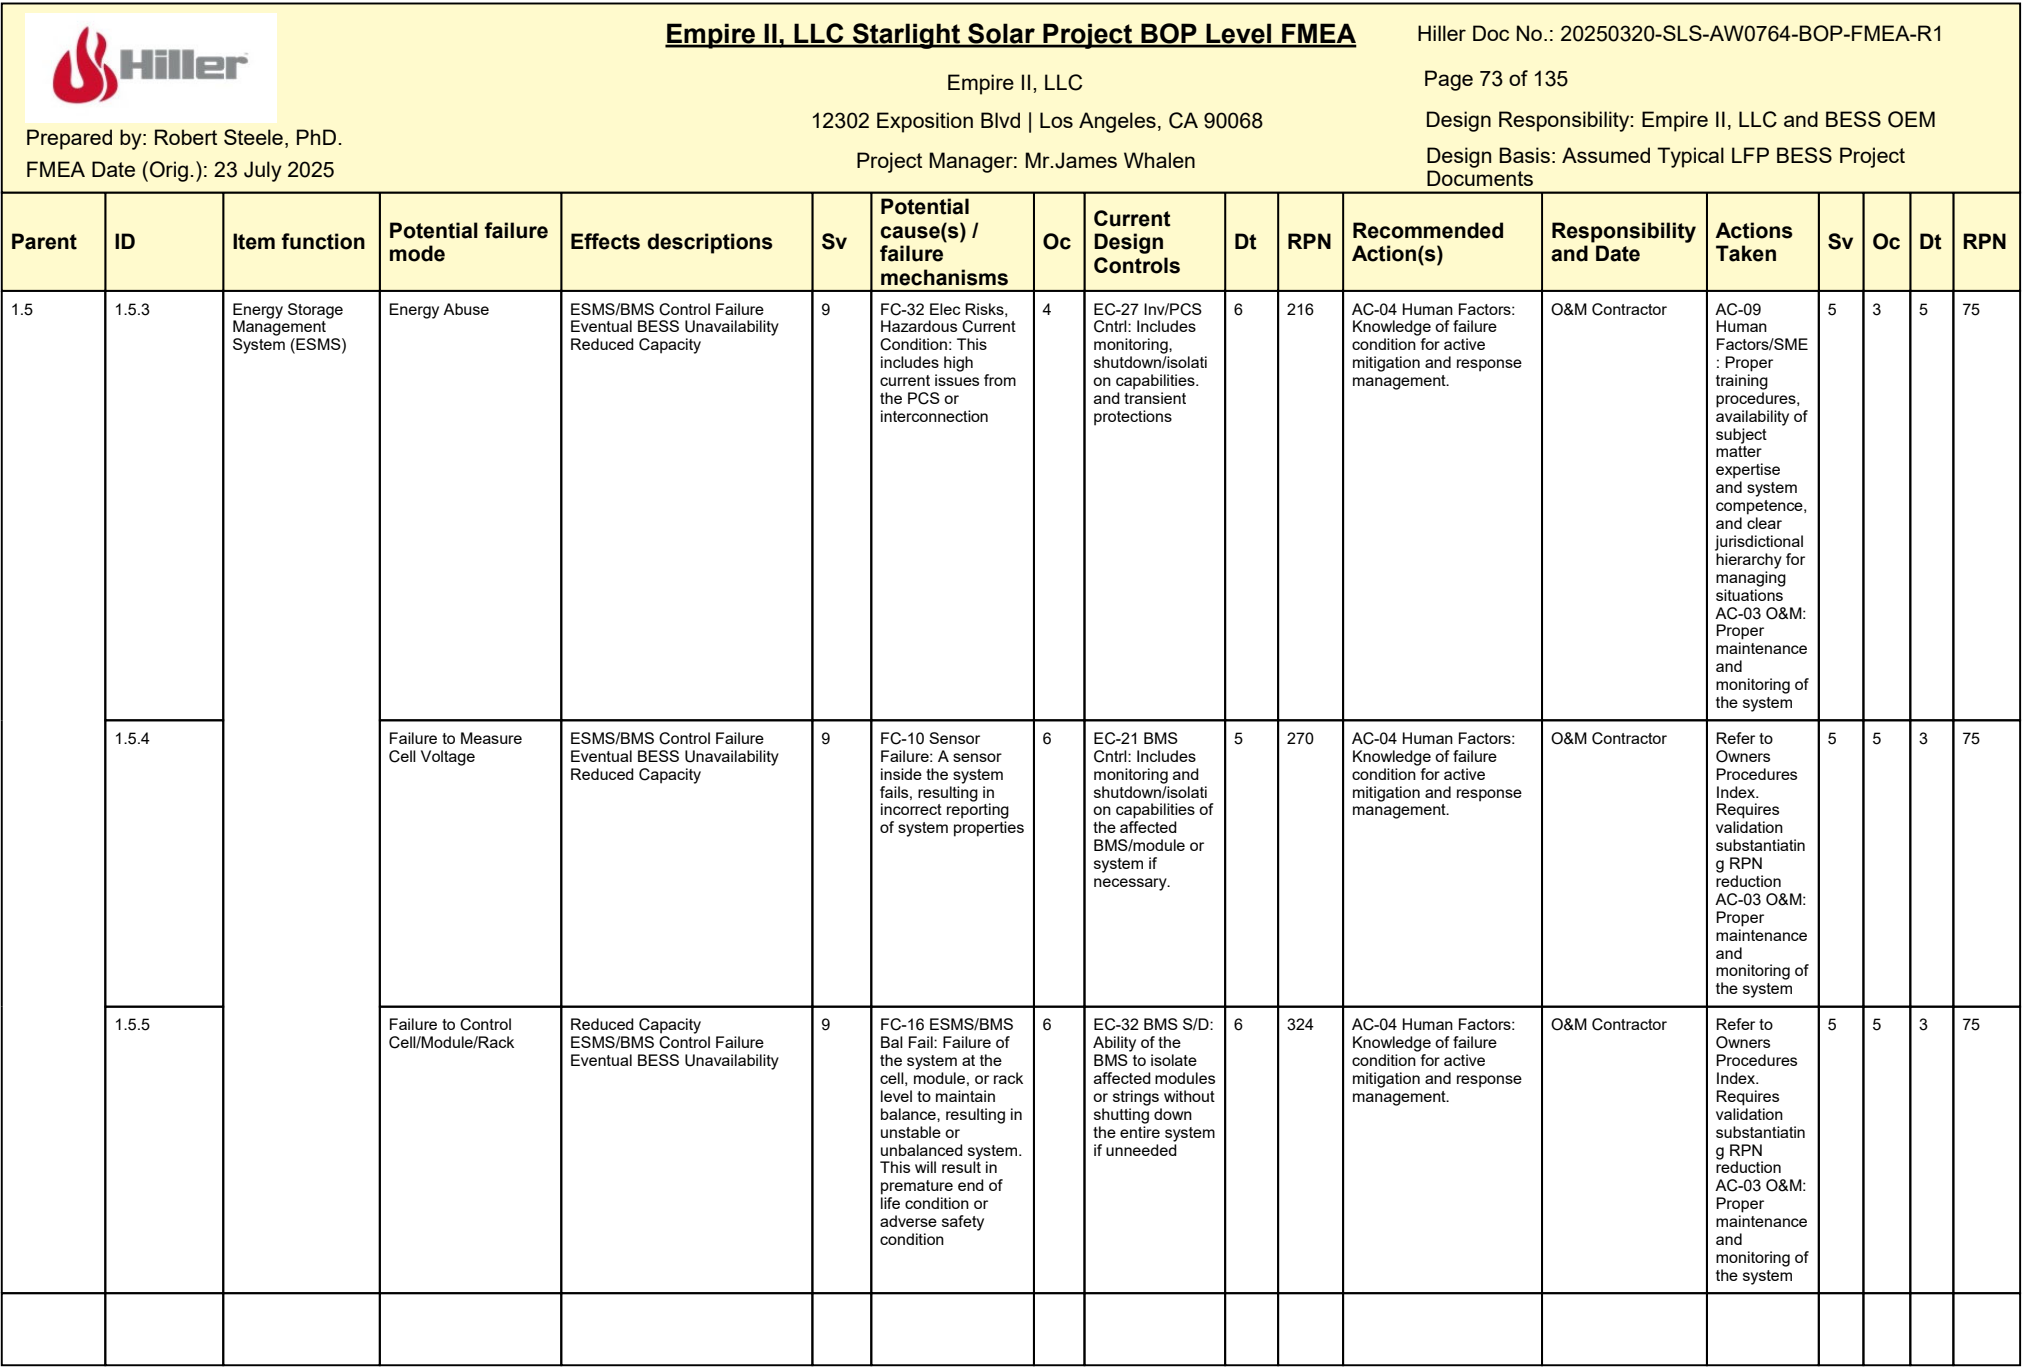 Hiller
Prepared by: Robert Steele, PhD.
FMEA Date (Orig.): 23 July 2025
Empire II, LLC Starlight Solar Project BOP Level FMEA
Empire II, LLC
12302 Exposition Blvd | Los Angeles, CA 90068
Project Manager: Mr.James Whalen
Hiller Doc No.: 20250320-SLS-AW0764-BOP-FMEA-R1
Page 73 of 135
Design Responsibility: Empire II, LLC and BESS OEM
Design Basis: Assumed Typical LFP BESS Project
Documents
Parent
ID
Item function
Potential failure
mode
Effects descriptions
Sv
Potential
cause(s) /
failure
mechanisms
Oc
Current
Design
Controls
Dt
RPN
Recommended
Action(s)
Responsibility
and Date
Actions
Taken
Sv
Oc
Dt
RPN
1.5
1.5.3
Energy Storage
Management
System (ESMS)
Energy Abuse
ESMS/BMS Control Failure
Eventual BESS Unavailability
Reduced Capacity
9
FC-32 Elec Risks,
Hazardous Current
Condition: This
includes high
current issues from
the PCS or
interconnection
4
EC-27 Inv/PCS
Cntrl: Includes
monitoring,
shutdown/isolati
on capabilities.
and transient
protections
6
216
AC-04 Human Factors:
Knowledge of failure
condition for active
mitigation and response
management.
O&M Contractor
AC-09
Human
Factors/SME
: Proper
training
procedures,
availability of
subject
matter
expertise
and system
competence,
and clear
jurisdictional
hierarchy for
managing
situations
AC-03 O&M:
Proper
maintenance
and
monitoring of
the system
5
3
5
75
1.5.4
Failure to Measure
Cell Voltage
ESMS/BMS Control Failure
Eventual BESS Unavailability
Reduced Capacity
9
FC-10 Sensor
Failure: A sensor
inside the system
fails, resulting in
incorrect reporting
of system properties
6
EC-21 BMS
Cntrl: Includes
monitoring and
shutdown/isolati
on capabilities of
the affected
BMS/module or
system if
necessary.
5
270
AC-04 Human Factors:
Knowledge of failure
condition for active
mitigation and response
management.
O&M Contractor
Refer to
Owners
Procedures
Index.
Requires
validation
substantiatin
g RPN
reduction
AC-03 O&M:
Proper
maintenance
and
monitoring of
the system
5
5
3
75
1.5.5
Failure to Control
Cell/Module/Rack
Reduced Capacity
ESMS/BMS Control Failure
Eventual BESS Unavailability
9
FC-16 ESMS/BMS
Bal Fail: Failure of
the system at the
cell, module, or rack
level to maintain
balance, resulting in
unstable or
unbalanced system.
This will result in
premature end of
life condition or
adverse safety
condition
6
EC-32 BMS S/D:
Ability of the
BMS to isolate
affected modules
or strings without
shutting down
the entire system
if unneeded
6
324
AC-04 Human Factors:
Knowledge of failure
condition for active
mitigation and response
management.
O&M Contractor
Refer to
Owners
Procedures
Index.
Requires
validation
substantiatin
g RPN
reduction
AC-03 O&M:
Proper
maintenance
and
monitoring of
the system
5
5
3
75